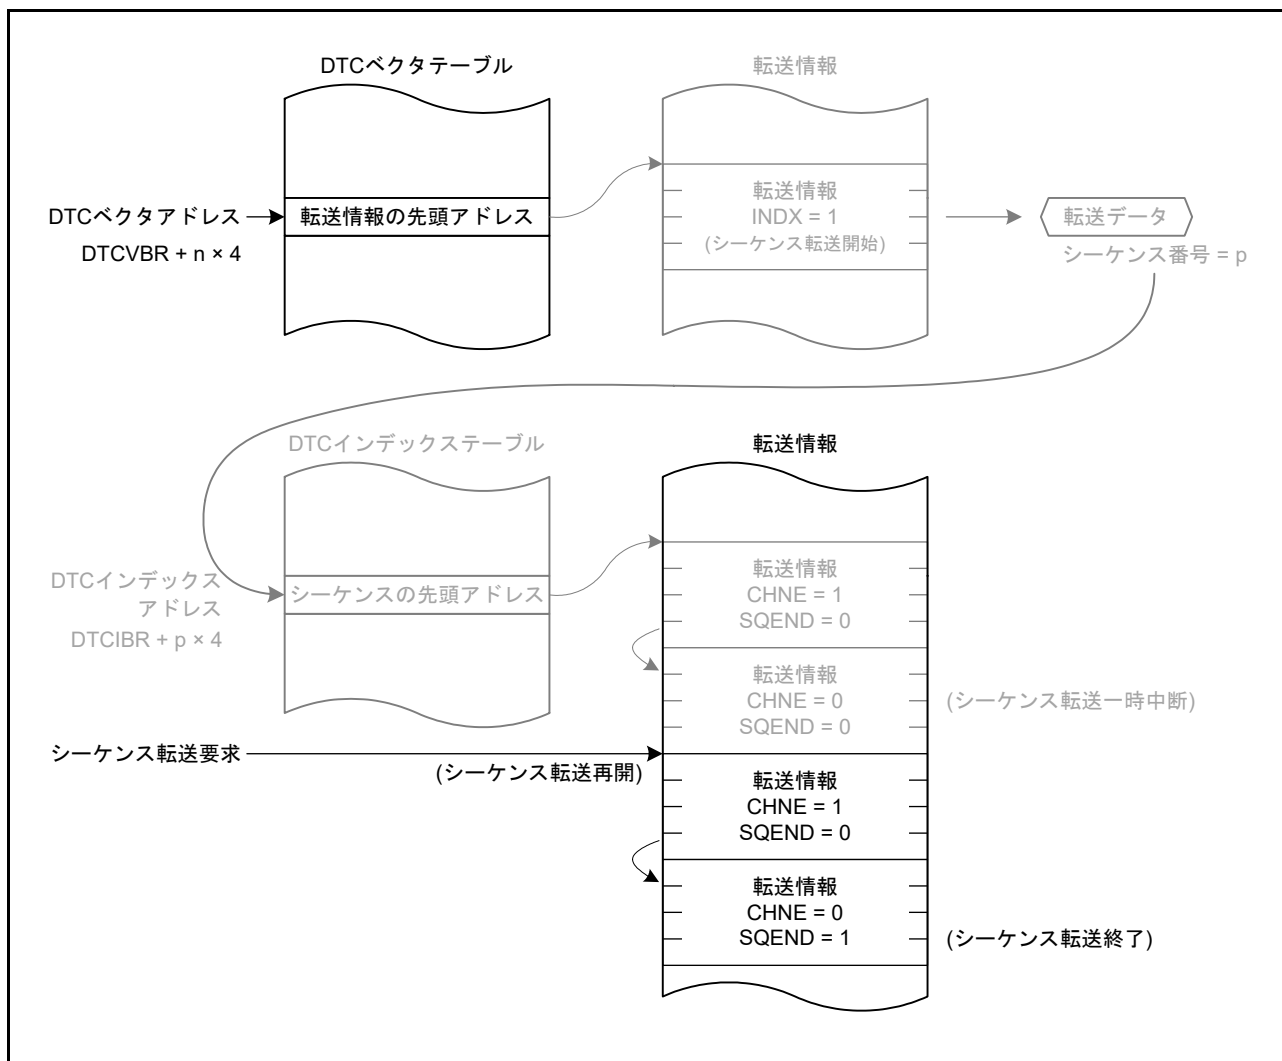 DTCベクタテーブル
転送情報
転送情報
INDX = 1
(シーケンス転送開始)
DTCベクタアドレス
転送情報の先頭アドレス
DTCVBR + n × 4
転送データ
シーケンス番号 = p
DTCインデックステーブル
転送情報
DTCインデックス
アドレス
DTCIBR + p × 4
シーケンスの先頭アドレス
転送情報
CHNE = 1
SQEND = 0
転送情報
CHNE = 0
SQEND = 0
(シーケンス転送一時中断)
シーケンス転送要求
(シーケンス転送再開)
転送情報
CHNE = 1
SQEND = 0
転送情報
CHNE = 0
SQEND = 1
(シーケンス転送終了)